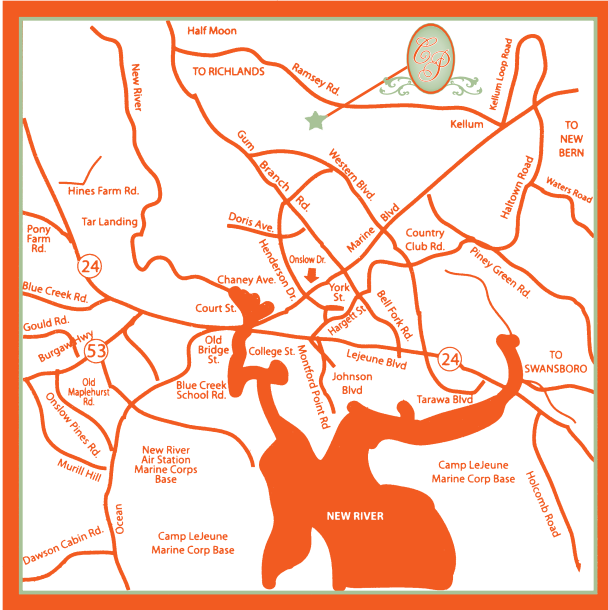 Half Moon
TO RICHLANDS
Ramsey Rd.
CP
Kellum Loop Road
Kellum
TO
NEW
BERN
New River
Gum
Branch
Rd.
Western Blvd.
Hines Farm Rd.
Haltown Road
Waters Road
Tar Landing
Doris Ave.
Marine Blvd
Pony
Farm
Rd.
Country
Club Rd.
Henderson Dr.
Onslow Dr.
Piney Green Rd.
24
Chaney Ave.
York
St.
Blue Creek Rd.
Court St.
Bell Fork Rd.
Hargett St.
Gould Rd.
Burgaw Hwy
53
Old
Bridge
St.
College St.
Lejeune Blvd
24
TO
SWANSBORO
Montford Point Rd
Johnson
Blvd
Old
Maplehurst
Rd.
Blue Creek
School Rd.
Tarawa Blvd
Onslow Pines Rd.
New River
Air Station
Marine Corps
Base
Murill Hill
Camp LeJeune
Marine Corp Base
Holcomb Road
Ocean
NEW RIVER
Dawson Cabin Rd.
Camp LeJeune
Marine Corp Base